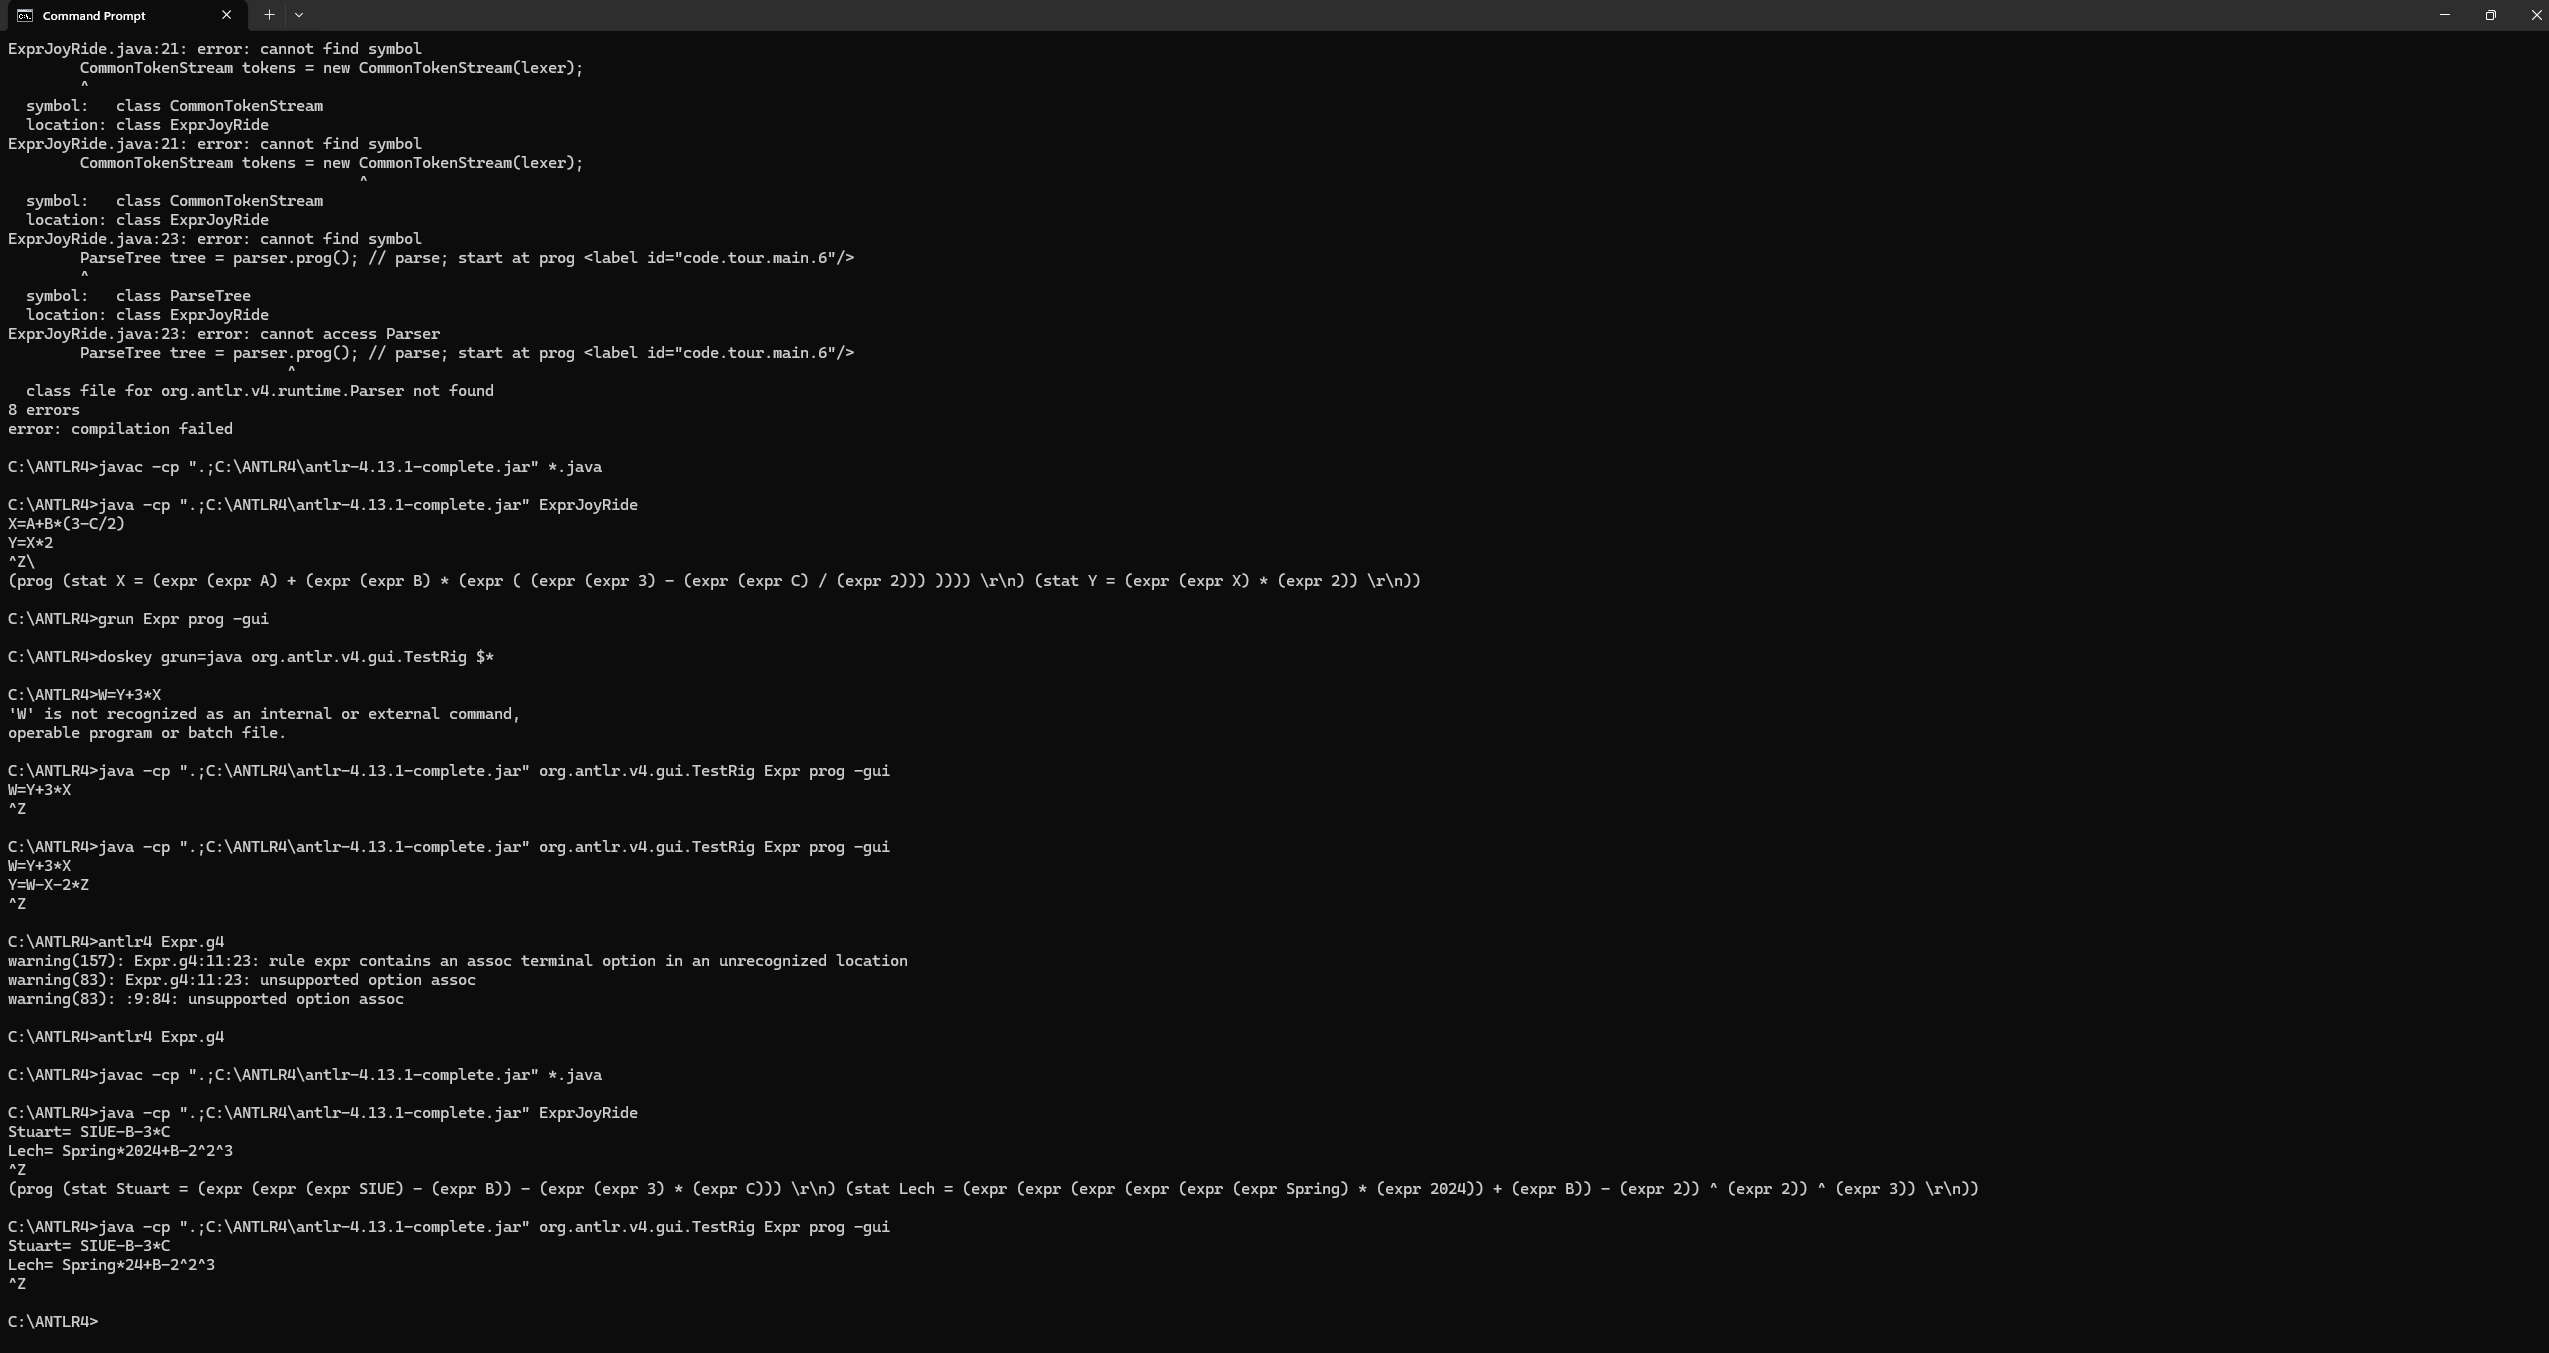 Command Prompt
ExprJoyRide.java:21: error: cannot find symbol
        CommonTokenStream tokens = new CommonTokenStream(lexer);
        ^
  symbol:   class CommonTokenStream
  location: class ExprJoyRide
ExprJoyRide.java:21: error: cannot find symbol
        CommonTokenStream tokens = new CommonTokenStream(lexer);
                                       ^
  symbol:   class CommonTokenStream
  location: class ExprJoyRide
ExprJoyRide.java:23: error: cannot find symbol
        ParseTree tree = parser.prog(); // parse; start at prog <label id="code.tour.main.6"/>
        ^
  symbol:   class ParseTree
  location: class ExprJoyRide
ExprJoyRide.java:23: error: cannot access Parser
        ParseTree tree = parser.prog(); // parse; start at prog <label id="code.tour.main.6"/>
                               ^
  class file for org.antlr.v4.runtime.Parser not found
8 errors
error: compilation failed

C:\ANTLR4>javac -cp ".;C:\ANTLR4\antlr-4.13.1-complete.jar" *.java

C:\ANTLR4>java -cp ".;C:\ANTLR4\antlr-4.13.1-complete.jar" ExprJoyRide
X=A+B*(3-C/2)
Y=X*2
^Z\
(prog (stat X = (expr (expr A) + (expr (expr B) * (expr ( (expr (expr 3) - (expr (expr C) / (expr 2))) )))) \r\n) (stat Y = (expr (expr X) * (expr 2)) \r\n))

C:\ANTLR4>grun Expr prog -gui

C:\ANTLR4>doskey grun=java org.antlr.v4.gui.TestRig $*

C:\ANTLR4>W=Y+3*X
'W' is not recognized as an internal or external command,
operable program or batch file.

C:\ANTLR4>java -cp ".;C:\ANTLR4\antlr-4.13.1-complete.jar" org.antlr.v4.gui.TestRig Expr prog -gui
W=Y+3*X
^Z

C:\ANTLR4>java -cp ".;C:\ANTLR4\antlr-4.13.1-complete.jar" org.antlr.v4.gui.TestRig Expr prog -gui
W=Y+3*X
Y=W-X-2*Z
^Z

C:\ANTLR4>antlr4 Expr.g4
warning(157): Expr.g4:11:23: rule expr contains an assoc terminal option in an unrecognized location
warning(83): Expr.g4:11:23: unsupported option assoc
warning(83): :9:84: unsupported option assoc

C:\ANTLR4>antlr4 Expr.g4

C:\ANTLR4>javac -cp ".;C:\ANTLR4\antlr-4.13.1-complete.jar" *.java

C:\ANTLR4>java -cp ".;C:\ANTLR4\antlr-4.13.1-complete.jar" ExprJoyRide
Stuart= SIUE-B-3*C
Lech= Spring*2024+B-2^2^3
^Z
(prog (stat Stuart = (expr (expr (expr SIUE) - (expr B)) - (expr (expr 3) * (expr C))) \r\n) (stat Lech = (expr (expr (expr (expr (expr (expr Spring) * (expr 2024)) + (expr B)) - (expr 2)) ^ (expr 2)) ^ (expr 3)) \r\n))

C:\ANTLR4>java -cp ".;C:\ANTLR4\antlr-4.13.1-complete.jar" org.antlr.v4.gui.TestRig Expr prog -gui
Stuart= SIUE-B-3*C
Lech= Spring*24+B-2^2^3
^Z

C:\ANTLR4>